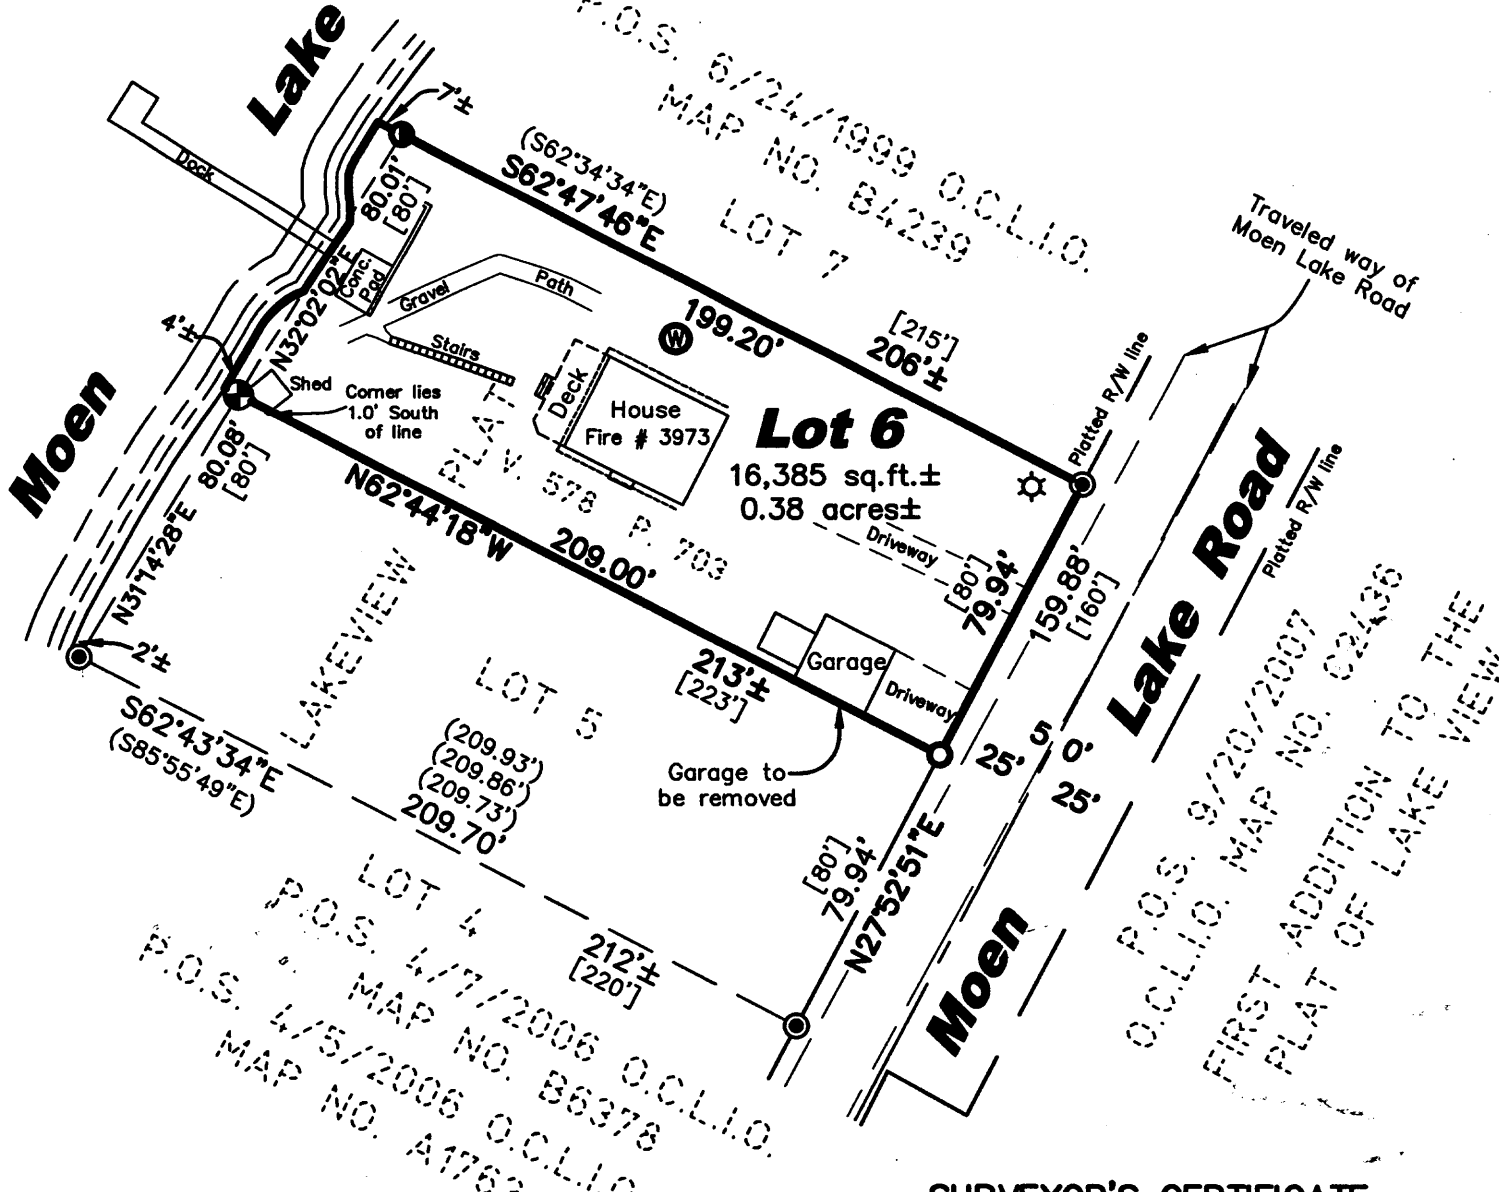 P.O.S. 6/24/1999 O.C.L.I.O.
MAP NO. B4239
LOT 7
Lake
7'±
(S62°34'34"E)
S62°47'46"E
199.20'
[215']
206'±
Dock
80.01'
[80']
N32°02'02"E
Conc.
Pad
Gravel
Path
Stairs
W
Traveled way of
Moen Lake Road
Platted R/W line
4'±
Shed
Corner lies
1.0' South
of line
Deck
House
Fire # 3973
Lot 6
16,385 sq.ft.±
0.38 acres±
Moen
80.08'
[80']
N31°14'28"E
N62°44'18"W
209.00'
213'±
[223']
PLAT
V. 578 P. 703
LAKEVIEW
Driveway
[80']
79.94'
159.88'
[160']
Lake Road
Platted R/W line
Garage
Driveway
Garage to
be removed
2'±
S62°43'34"E
(S85°55'49"E)
LOT 5
(209.93')
(209.86')
(209.73')
209.70'
25'
50'
25'
[80']
79.94'
N27°52'51"E
Moen
212'±
[220']
LOT 4
P.O.S. 4/7/2006 O.C.L.I.O.
MAP NO. B6378
P.O.S. 4/5/2006 O.C.L.I.O.
MAP NO. A1763
P.O.S. 9/20/2007
O.C.L.I.O. MAP NO. C2436
FIRST ADDITION TO THE
PLAT OF LAKE VIEW
SURVEYOR'S CERTIFICATE